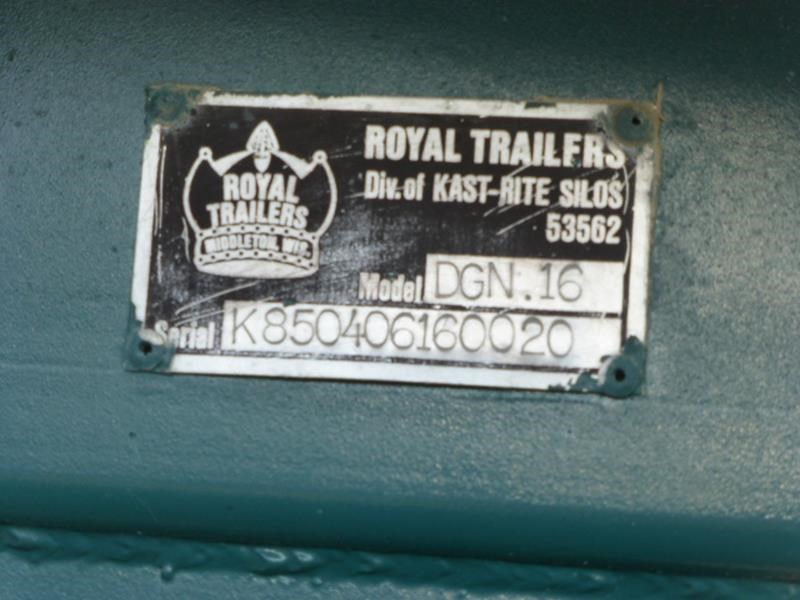 ROYAL
TRAILERS
MIDDLETON, WIS.
ROYAL TRAILERS
Div. of KAST-RITE SILOS
53562
Model DGN.16
Serial K850406160020